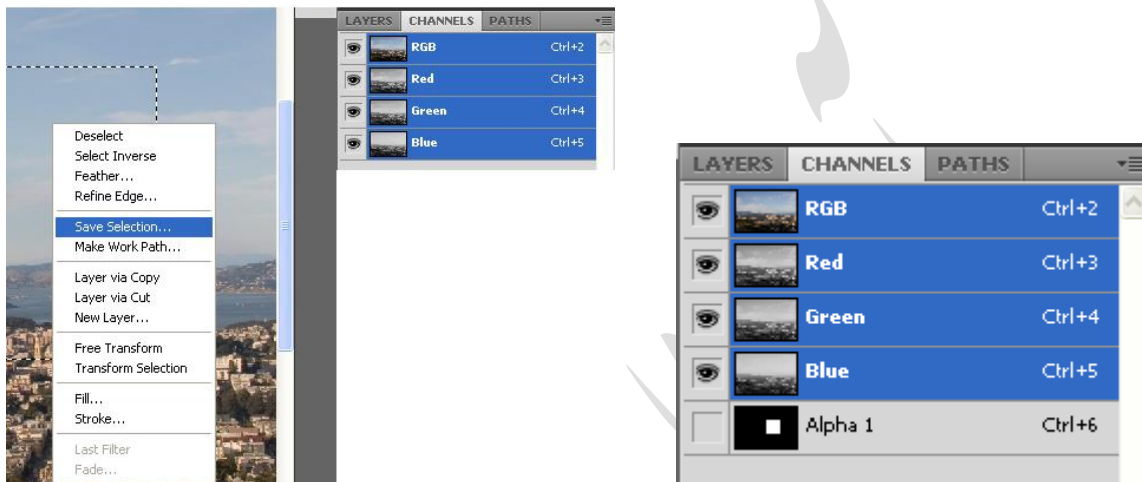 Deselect
Select Inverse
Feather...
Refine Edge...
Save Selection...
Make Work Path...
Layer via Copy
Layer via Cut
New Layer...
Free Transform
Transform Selection
Fill...
Stroke...
Last Filter
Fade...
LAYERS CHANNELS PATHS
RGB Ctrl+2
Red Ctrl+3
Green Ctrl+4
Blue Ctrl+5
LAYERS CHANNELS PATHS
RGB Ctrl+2
Red Ctrl+3
Green Ctrl+4
Blue Ctrl+5
Alpha 1 Ctrl+6